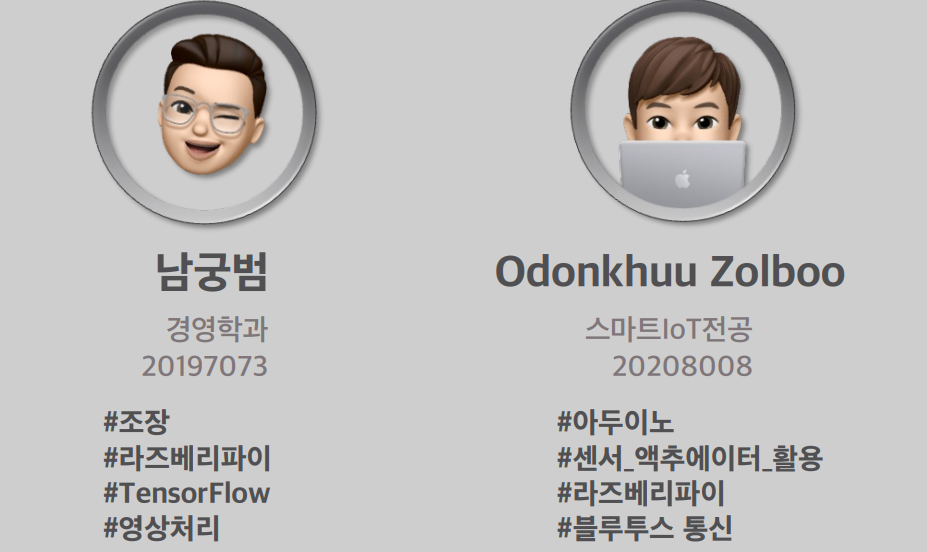 남궁범
경영학과
20197073
#조장
#라즈베리파이
#TensorFlow
#영상처리
Odonkhuu Zolboo
스마트IoT전공
20208008
#아두이노
#센서_액추에이터_활용
#라즈베리파이
#블루투스 통신